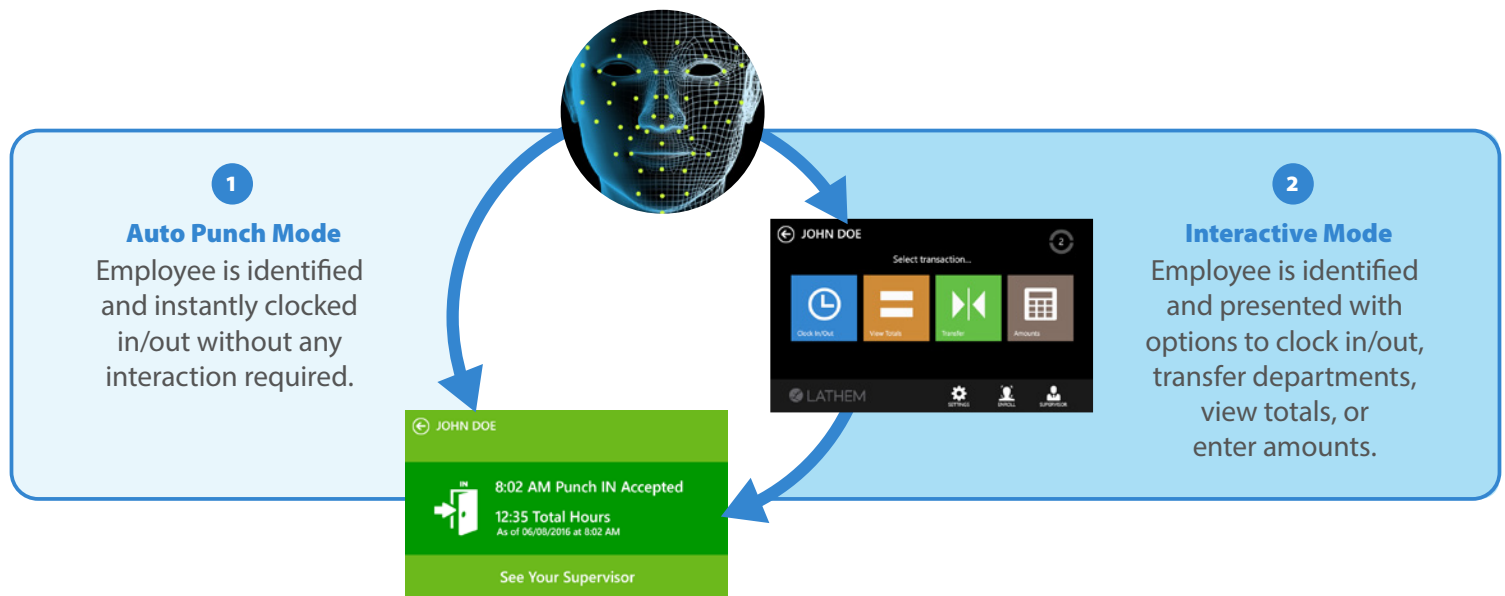 1
Auto Punch Mode
Employee is identified
and instantly clocked
in/out without any
interaction required.
JOHN DOE
2
Select transaction...
Clock In/Out
View Totals
Transfer
Amounts
LATHEM
SETTINGS
ENROLL
SUPERVISOR
2
Interactive Mode
Employee is identified
and presented with
options to clock in/out,
transfer departments,
view totals, or
enter amounts.
JOHN DOE
IN
8:02 AM Punch IN Accepted
12:35 Total Hours
As of 06/08/2016 at 8:02 AM
See Your Supervisor